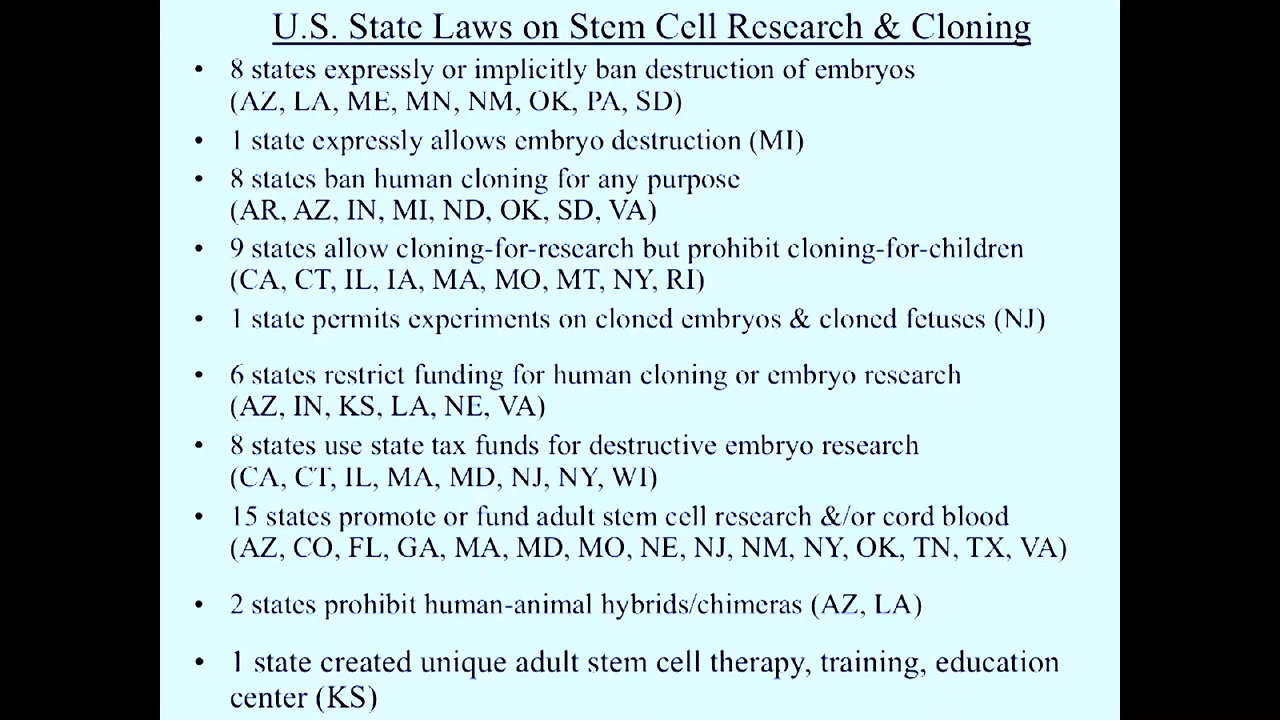 U.S. State Laws on Stem Cell Research & Cloning
• 8 states expressly or implicitly ban destruction of embryos
(AZ, LA, ME, MN, NM, OK, PA, SD)
• 1 state expressly allows embryo destruction (MI)
• 8 states ban human cloning for any purpose
(AR, AZ, IN, MI, ND, OK, SD, VA)
• 9 states allow cloning-for-research but prohibit cloning-for-children
(CA, CT, IL, IA, MA, MO, MT, NY, RI)
• 1 state permits experiments on cloned embryos & cloned fetuses (NJ)
• 6 states restrict funding for human cloning or embryo research
(AZ, IN, KS, LA, NE, VA)
• 8 states use state tax funds for destructive embryo research
(CA, CT, IL, MA, MD, NJ, NY, WI)
• 15 states promote or fund adult stem cell research &/or cord blood
(AZ, CO, FL, GA, MA, MD, MO, NE, NJ, NM, NY, OK, TN, TX, VA)
• 2 states prohibit human-animal hybrids/chimeras (AZ, LA)
• 1 state created unique adult stem cell therapy, training, education
center (KS)